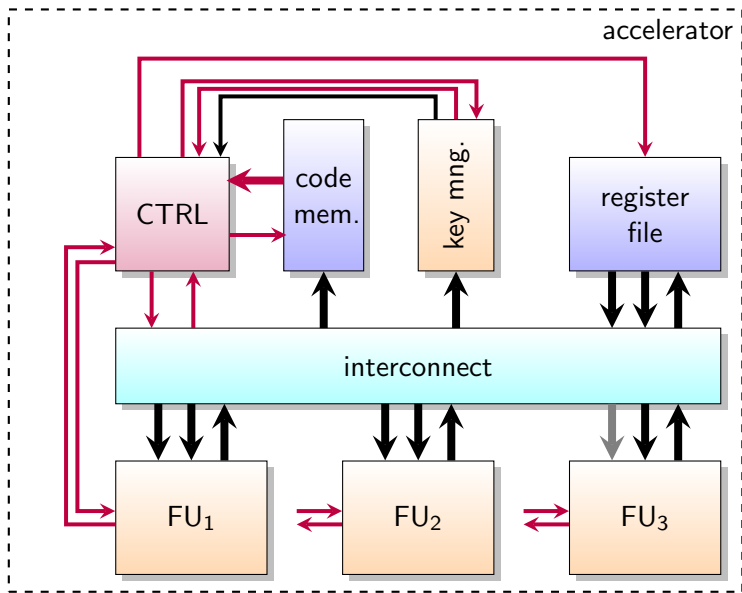 accelerator
CTRL
code
mem.
key mng.
register
file
interconnect
FU₁
FU₂
FU₃